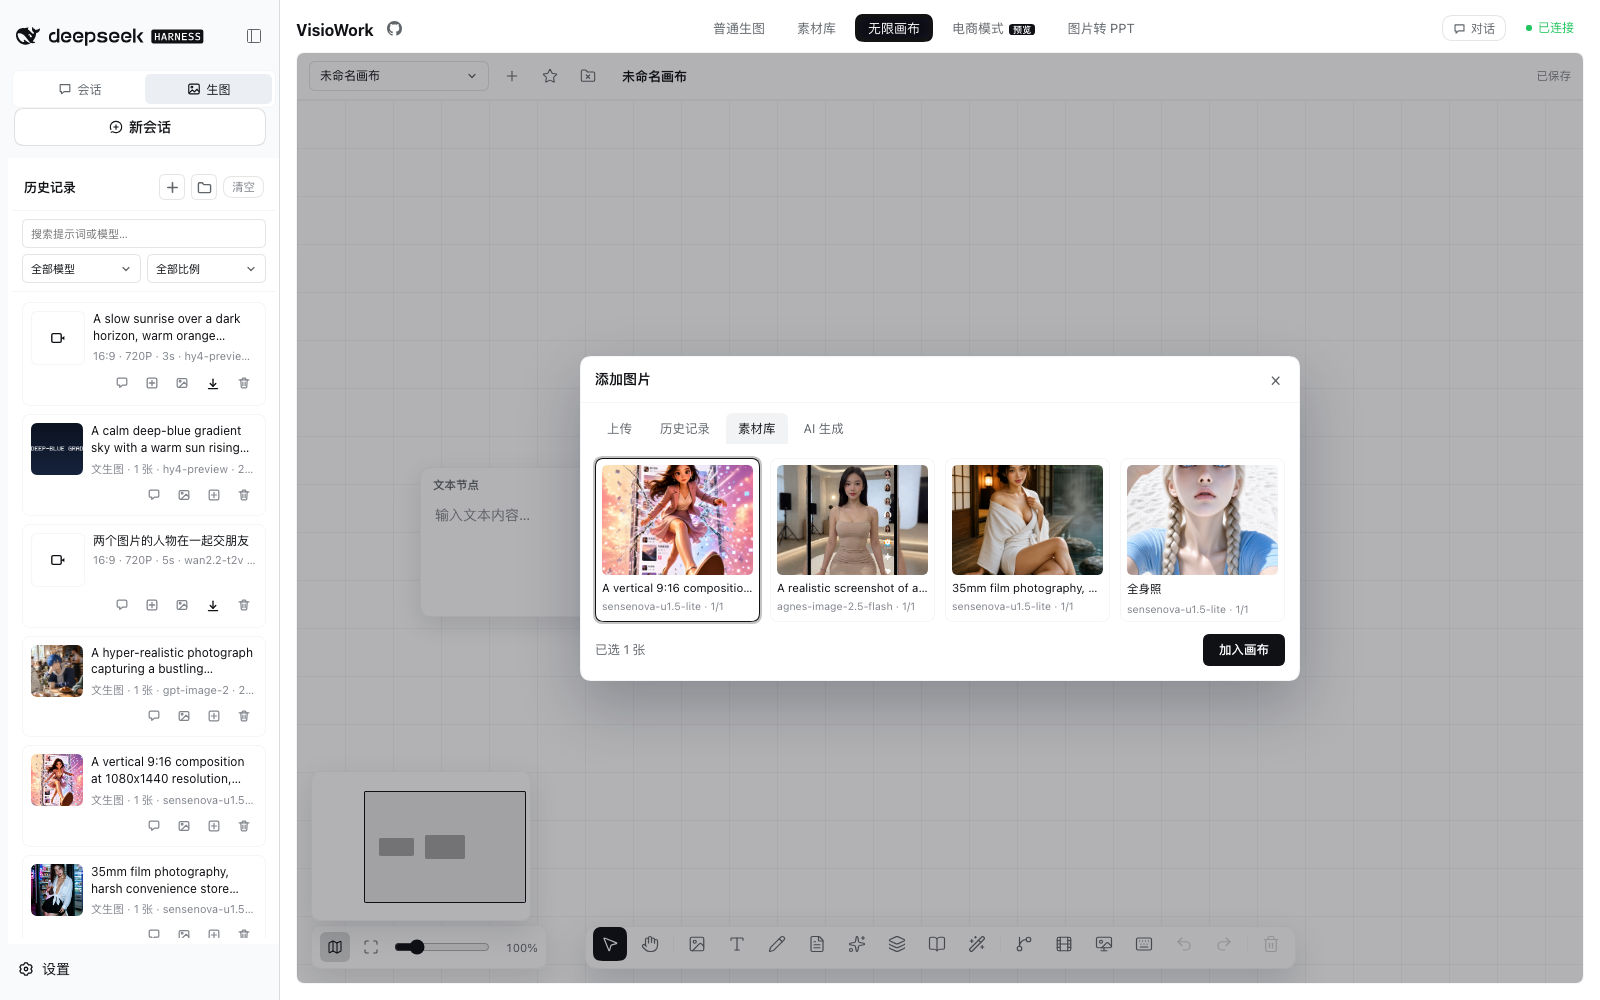 deepseek HARNESS
会话
生图
新会话
历史记录
清空
搜索提示词或模型...
全部模型
全部比例
A slow sunrise over a dark
horizon, warm orange...
16:9 · 720P · 3s · hy4-previe...
DEEP-BLUE GRAD
A calm deep-blue gradient
sky with a warm sun rising...
文生图 · 1 张 · hy4-preview · 2...
两个图片的人物在一起交朋友
16:9 · 720P · 5s · wan2.2-t2v ...
A hyper-realistic photograph
capturing a bustling...
文生图 · 1 张 · gpt-image-2 · 2...
A vertical 9:16 composition
at 1080x1440 resolution,...
文生图 · 1 张 · sensenova-u1.5...
35mm film photography,
harsh convenience store...
文生图 · 1 张 · sensenova-u1.5...
设置
VisioWork
普通生图
素材库
无限画布
电商模式 预览
图片转 PPT
对话
已连接
未命名画布
未命名画布
已保存
文本节点
输入文本内容...
添加图片
上传
历史记录
素材库
AI 生成
A vertical 9:16 compositio...
sensenova-u1.5-lite · 1/1
A realistic screenshot of a...
agnes-image-2.5-flash · 1/1
35mm film photography, ...
sensenova-u1.5-lite · 1/1
全身照
sensenova-u1.5-lite · 1/1
已选 1 张
加入画布
100%